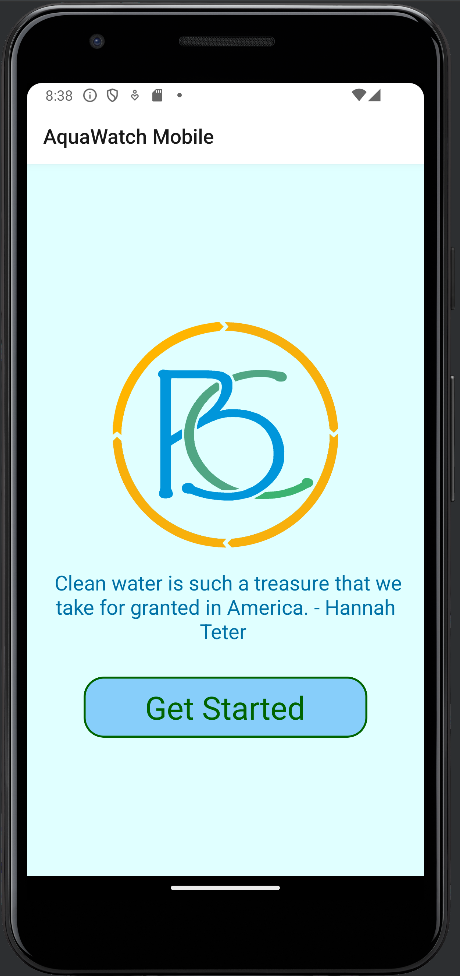 8:38
AquaWatch Mobile
BC
Clean water is such a treasure that we
take for granted in America. - Hannah
Teter
Get Started